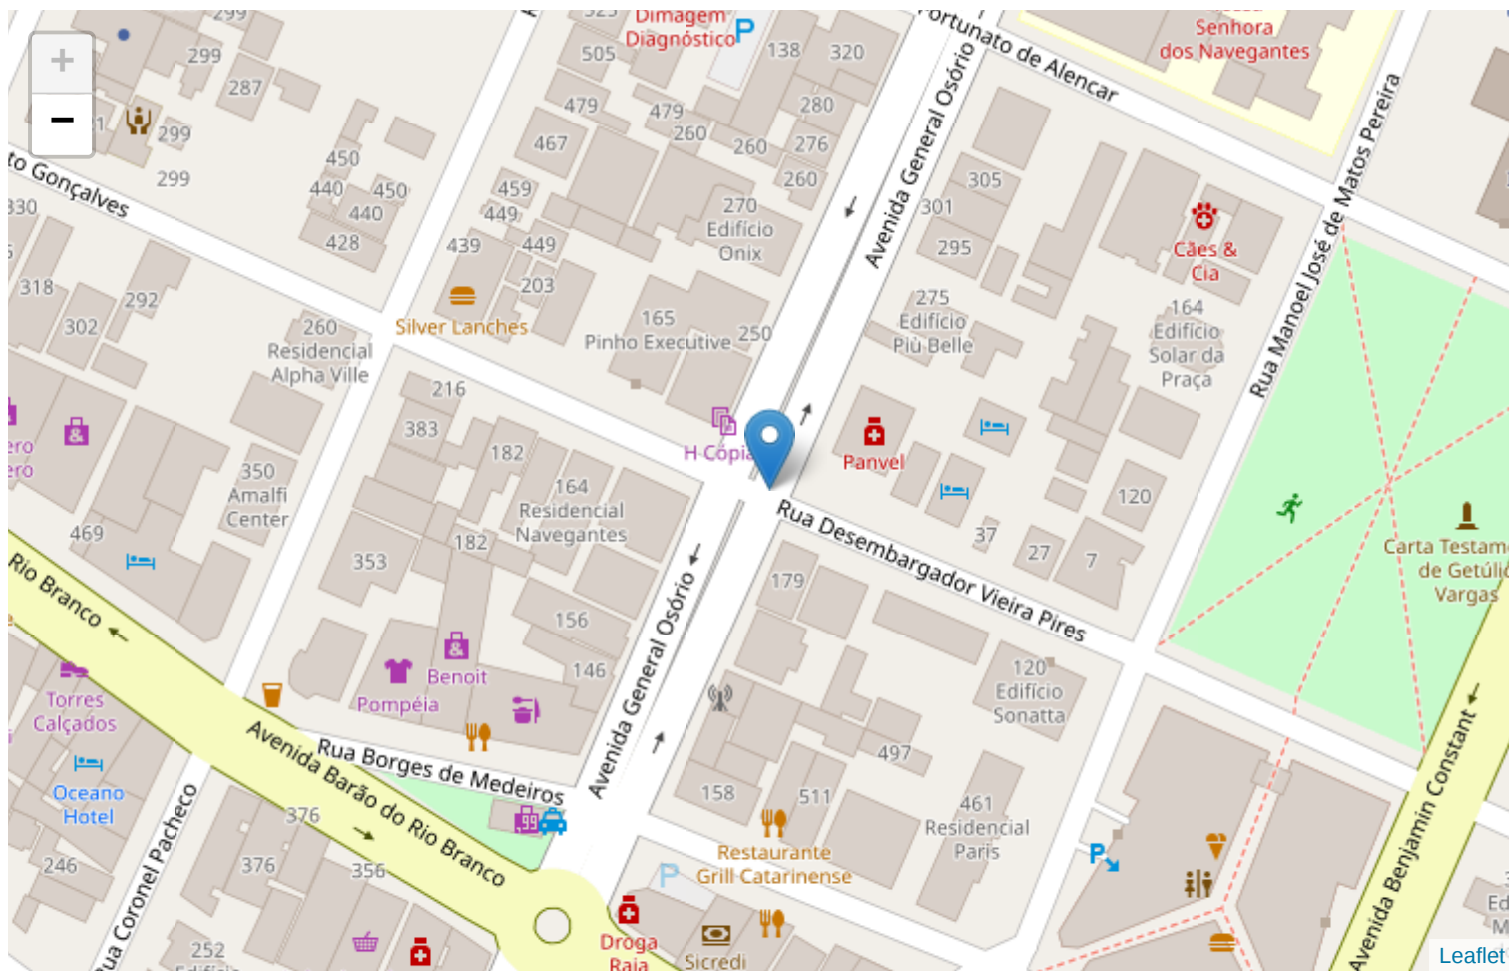 299
Dimagem
Diagnóstico
P
Fortunato de Alencar
Senhora
dos Navegantes
+
−
299
287
505
138
320
479
479
280
467
260
260
276
260
299
299
450
440
450
440
428
459
449
439
449
203
270
Edifício
Onix
Avenida General Osório
305
301
295
Cães &
Cia
Rua Manoel José de Matos Pereira
to Gonçalves
330
318
292
302
260
Residencial
Alpha Ville
Silver Lanches
165
Pinho Executive
250
275
Edifício
Più Belle
164
Edifício
Solar da
Praça
216
383
182
H Cópia
Panvel
ero
ero
350
Amalfi
Center
164
Residencial
Navegantes
120
469
353
182
Rua Desembargador Vieira Pires
37
27
7
Carta Testam
de Getúlio
Vargas
Rio Branco
179
156
146
Avenida General Osório
Benoit
Pompéia
120
Edifício
Sonatta
Torres
Calçados
497
Avenida Benjamin Constant
Rua Borges de Medeiros
Avenida Barão do Rio Branco
Oceano
Hotel
376
99
158
511
461
Residencial
Paris
Restaurante
Grill Catarinense
P
P
246
376
356
Rua Coronel Pacheco
252
Droga
Raia
Sicredi
Ed
M
Leaflet